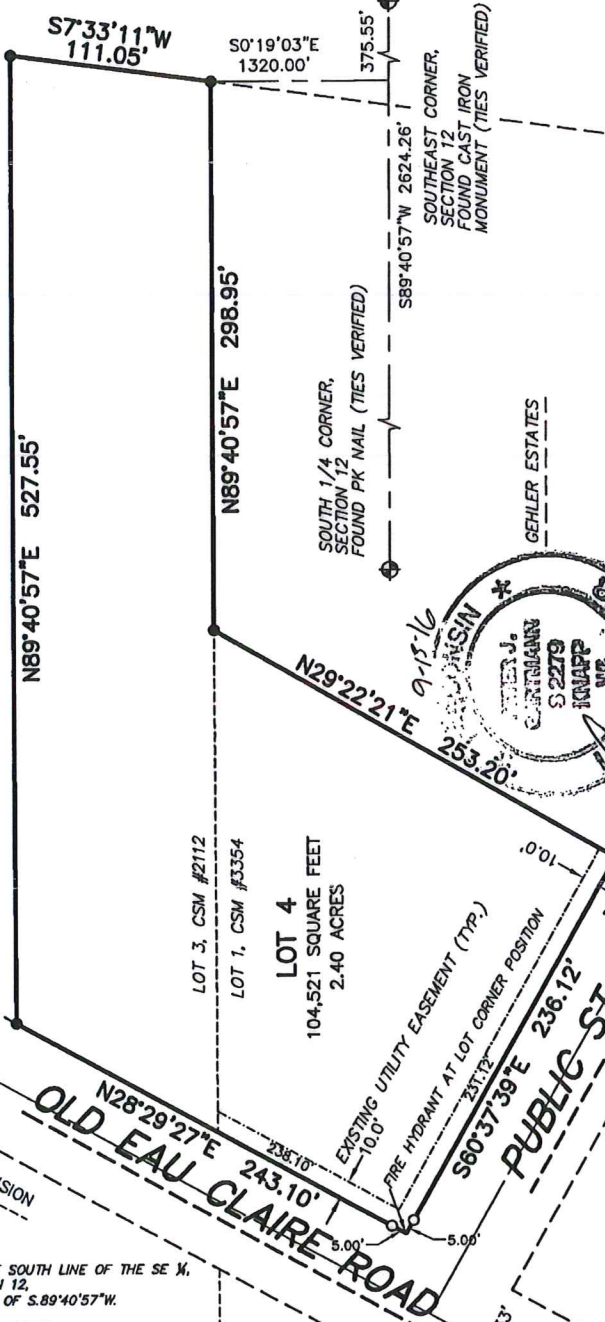 S7°33'11"W
111.05'
S0°19'03"E
1320.00'
375.55'
SOUTHEAST CORNER,
SECTION 12
FOUND CAST IRON
MONUMENT (TIES VERIFIED)
S89°40'57"W 2624.26'
N89°40'57"E 527.55'
N89°40'57"E 298.95'
SOUTH 1/4 CORNER,
SECTION 12
FOUND PK NAIL (TIES VERIFIED)
GEHLER ESTATES
9-15-16
S 2279
KNAPP
N29°22'21"E 253.20'
LOT 3, CSM #2112
LOT 1, CSM #3354
LOT 4
104,521 SQUARE FEET
2.40 ACRES
10.0'
EXISTING UTILITY EASEMENT (TYP.)
10.0'
FIRE HYDRANT AT LOT CORNER POSITION
231.12'
S60°37'39"E 236.12'
PUBLIC ST
N28°29'27"E 243.10'
238.10'
OLD EAU CLAIRE ROAD
5.00'
5.00'
SION
SOUTH LINE OF THE SE ¼,
12,
OF S.89°40'57"W.
3'